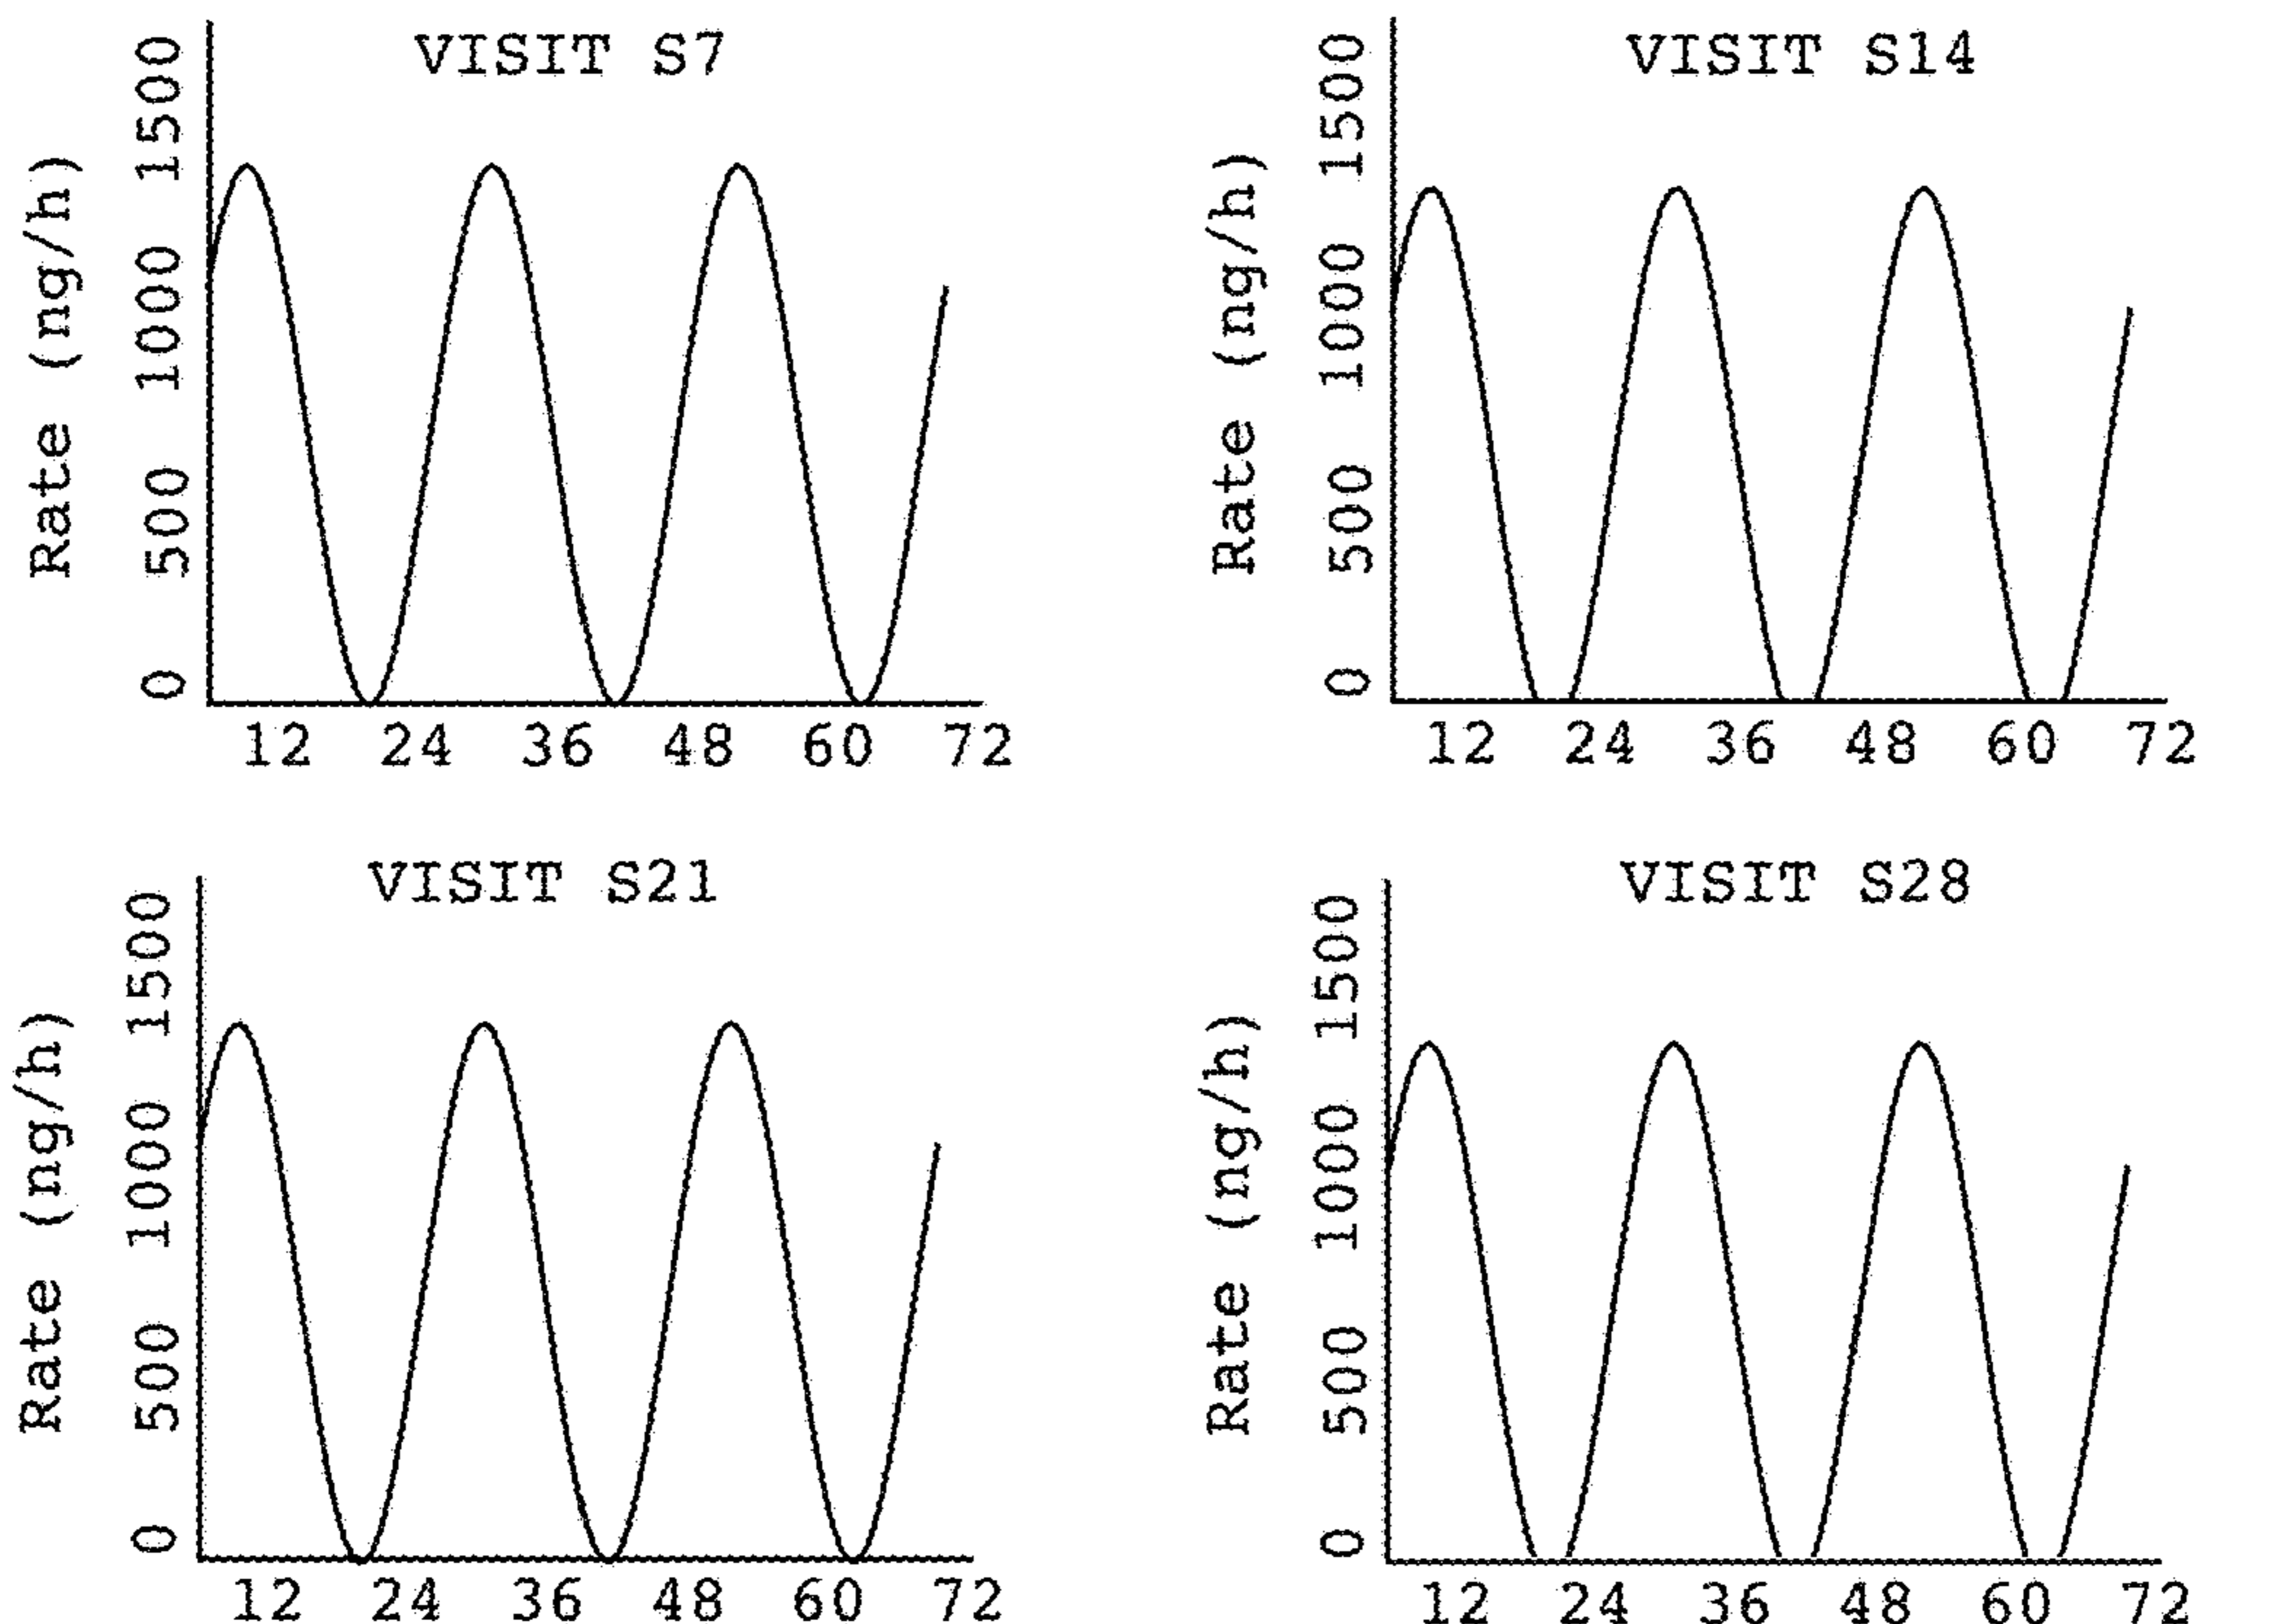 VISIT S7
Rate (ng/h)
1500
1000
500
0
12 24 36 48 60 72
VISIT S14
Rate (ng/h)
1500
1000
500
0
12 24 36 48 60 72
VISIT S21
Rate (ng/h)
1500
1000
500
0
12 24 36 48 60 72
VISIT S28
Rate (ng/h)
1500
1000
500
0
12 24 36 48 60 72